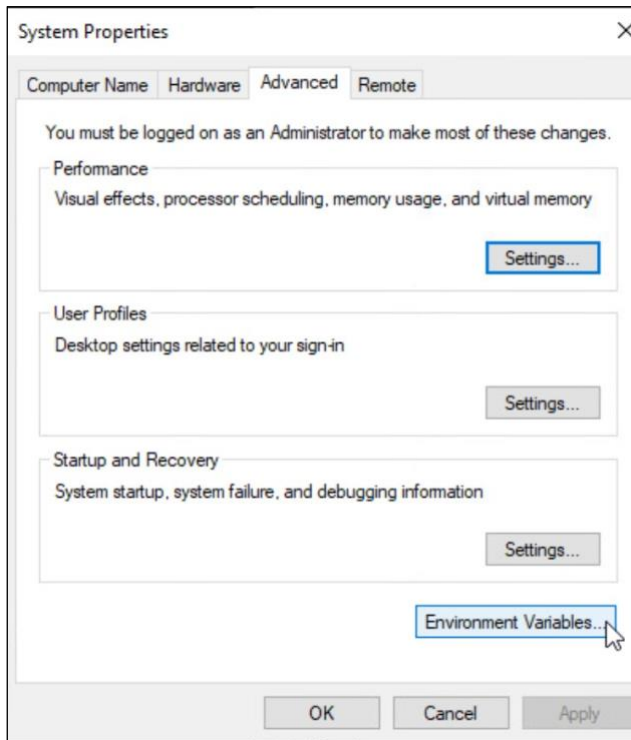 System Properties
Computer Name Hardware Advanced Remote
You must be logged on as an Administrator to make most of these changes.
Performance
Visual effects, processor scheduling, memory usage, and virtual memory
Settings...
User Profiles
Desktop settings related to your sign-in
Settings...
Startup and Recovery
System startup, system failure, and debugging information
Settings...
Environment Variables...
OK Cancel Apply